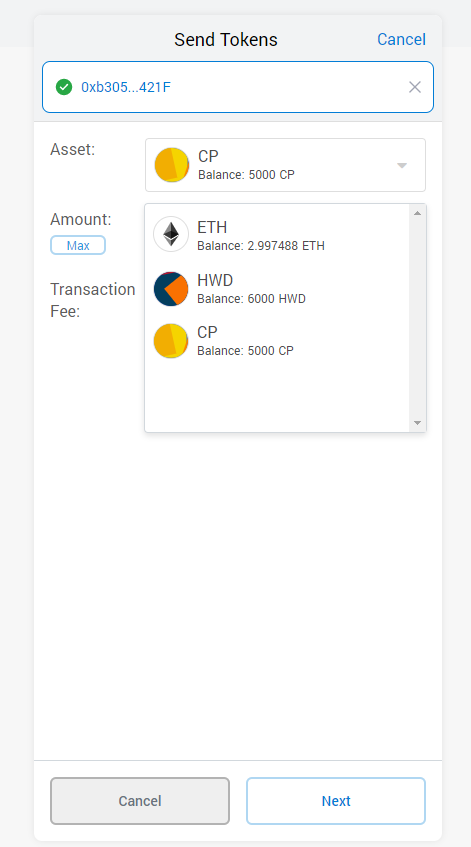 Send Tokens
Cancel
0xb305...421F
Asset:
CP
Balance: 5000 CP
Amount:
Max
ETH
Balance: 2.997488 ETH
HWD
Balance: 6000 HWD
Transaction
Fee:
CP
Balance: 5000 CP
Cancel
Next